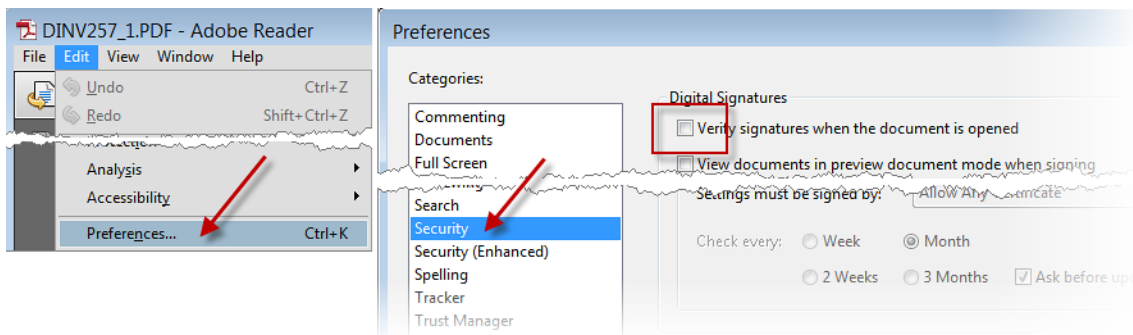 DINV257_1.PDF - Adobe Reader
File Edit View Window Help
Undo Ctrl+Z
Redo Shift+Ctrl+Z
Analysis
Accessibility
Preferences... Ctrl+K
Preferences
Categories:
Commenting
Documents
Full Screen
Search
Security
Security (Enhanced)
Spelling
Tracker
Trust Manager
Digital Signatures
Verify signatures when the document is opened
View documents in preview document mode when signing
Settings must be signed by: Allow Any
Check every: Week Month
2 Weeks 3 Months Ask before